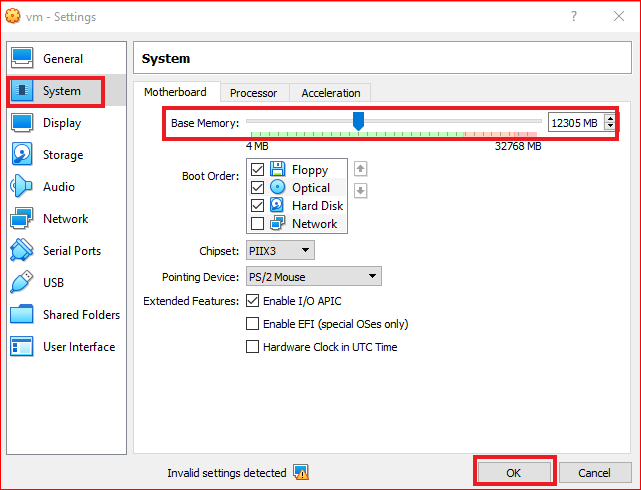 vm - Settings
General
System
Display
Storage
Audio
Network
Serial Ports
USB
Shared Folders
User Interface
System
Motherboard Processor Acceleration
Base Memory: 12305 MB
4 MB 32768 MB
Boot Order: Floppy
Optical
Hard Disk
Network
Chipset: PIIX3
Pointing Device: PS/2 Mouse
Extended Features: Enable I/O APIC
Enable EFI (special OSes only)
Hardware Clock in UTC Time
Invalid settings detected OK Cancel